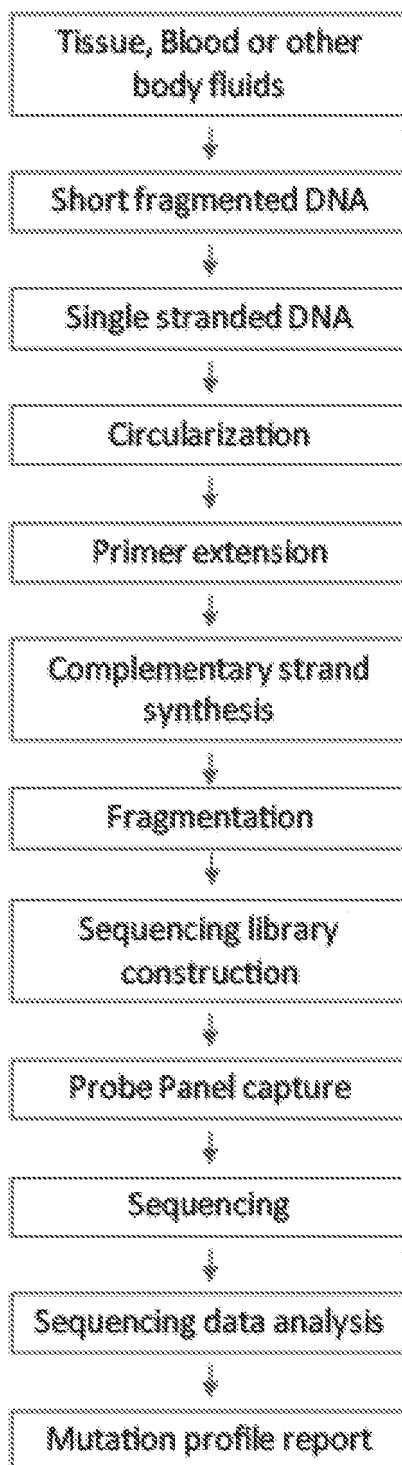 Tissue, Blood or other
body fluids
Short fragmented DNA
Single stranded DNA
Circularization
Primer extension
Complementary strand
synthesis
Fragmentation
Sequencing library
construction
Probe Panel capture
Sequencing
Sequencing data analysis
Mutation profile report